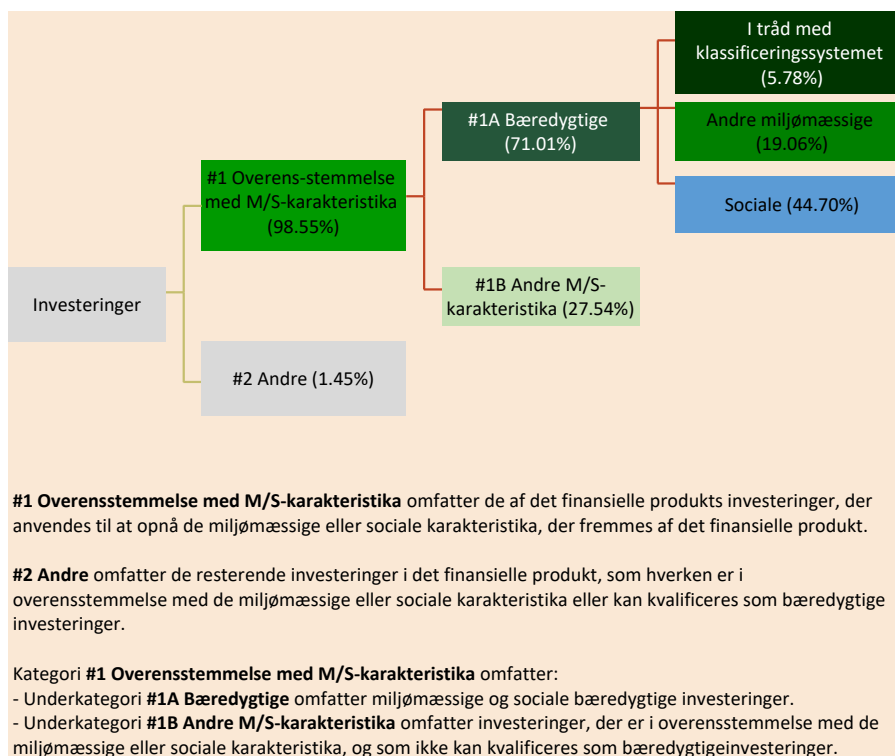 I tråd med
klassificeringssystemet
(5.78%)
#1A Bæredygtige
(71.01%)
Andre miljømæssige
(19.06%)
#1 Overens-stemmelse
med M/S-karakteristika
(98.55%)
Sociale (44.70%)
Investeringer
#1B Andre M/S-
karakteristika (27.54%)
#2 Andre (1.45%)
#1 Overensstemmelse med M/S-karakteristika omfatter de af det finansielle produkts investeringer, der
anvendes til at opnå de miljømæssige eller sociale karakteristika, der fremmes af det finansielle produkt.
#2 Andre omfatter de resterende investeringer i det finansielle produkt, som hverken er i
overensstemmelse med de miljømæssige eller sociale karakteristika eller kan kvalificeres som bæredygtige
investeringer.
Kategori #1 Overensstemmelse med M/S-karakteristika omfatter:
- Underkategori #1A Bæredygtige omfatter miljømæssige og sociale bæredygtige investeringer.
- Underkategori #1B Andre M/S-karakteristika omfatter investeringer, der er i overensstemmelse med de
miljømæssige eller sociale karakteristika, og som ikke kan kvalificeres som bæredygtigeinvesteringer.